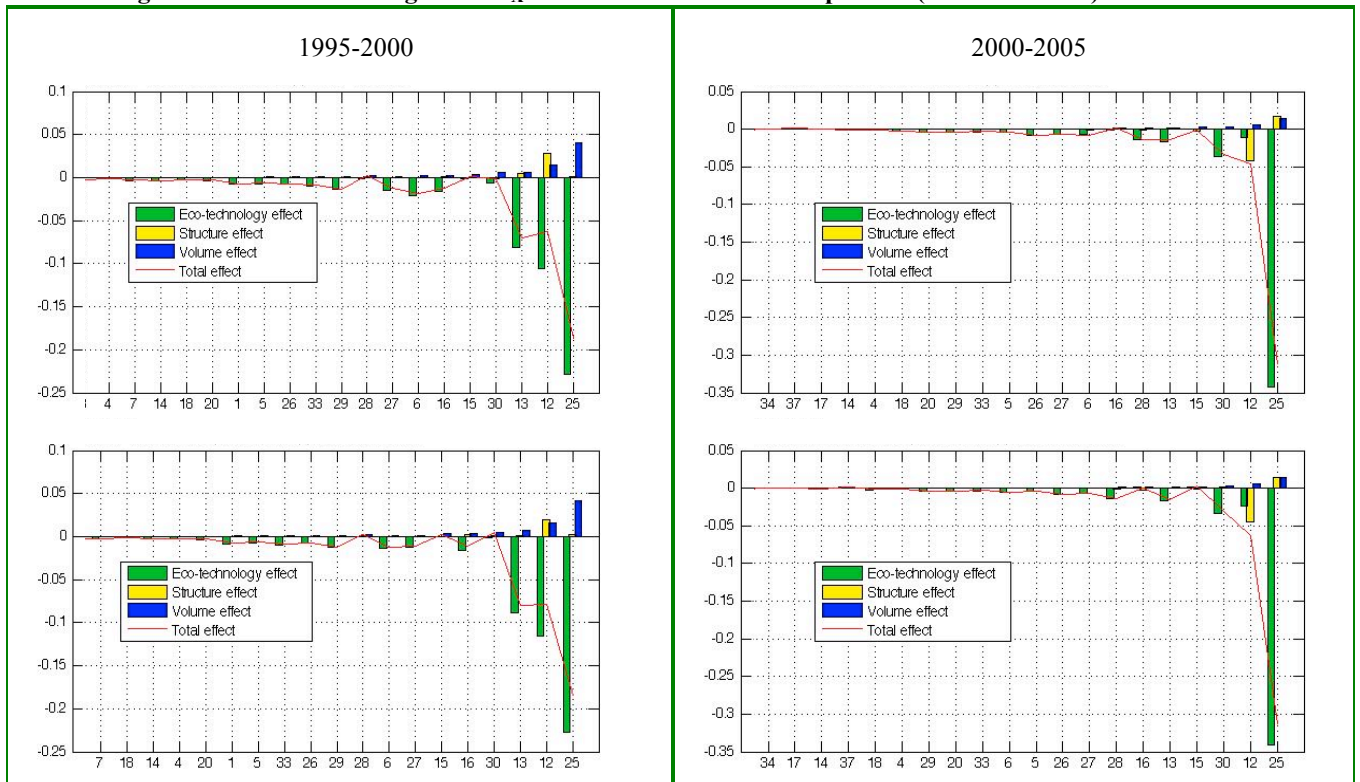 1995-2000
0.1
0.05
0
-0.05
-0.1
-0.15
-0.2
-0.25
Eco-technology effect
Structure effect
Volume effect
Total effect
4 7 14 18 20 1 5 26 33 29 28 27 6 16 15 30 13 12 25
2000-2005
0.05
0
-0.05
-0.1
-0.15
-0.2
-0.25
-0.3
-0.35
Eco-technology effect
Structure effect
Volume effect
Total effect
34 37 17 14 4 18 20 29 33 5 26 27 6 16 28 13 15 30 12 25
0.1
0.05
0
-0.05
-0.1
-0.15
-0.2
-0.25
Eco-technology effect
Structure effect
Volume effect
Total effect
7 18 14 4 20 1 5 33 26 29 28 6 27 15 16 30 13 12 25
0.05
0
-0.05
-0.1
-0.15
-0.2
-0.25
-0.3
-0.35
Eco-technology effect
Structure effect
Volume effect
Total effect
34 17 14 37 18 4 29 20 33 5 26 27 6 28 16 13 15 30 12 25